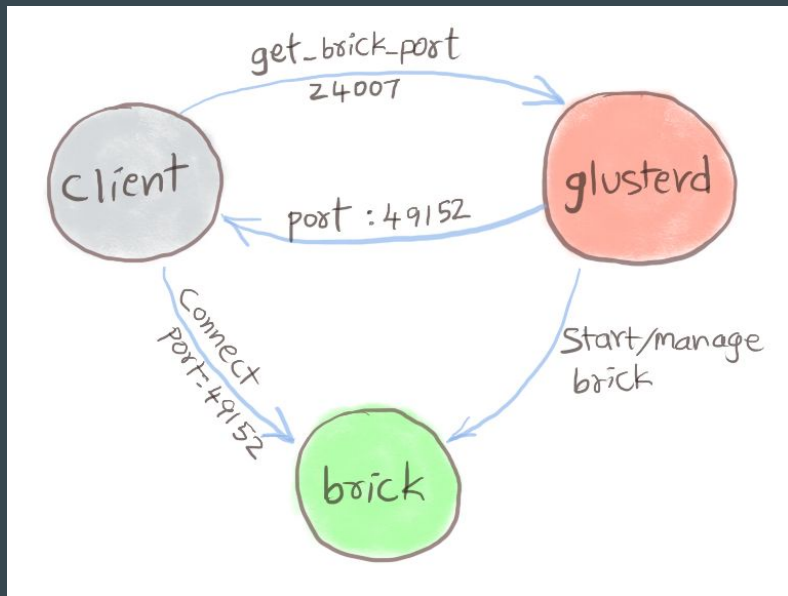 get_brick_port
24007
client
glusterd
port : 49152
Connect
port=49152
Start/manage
brick
brick